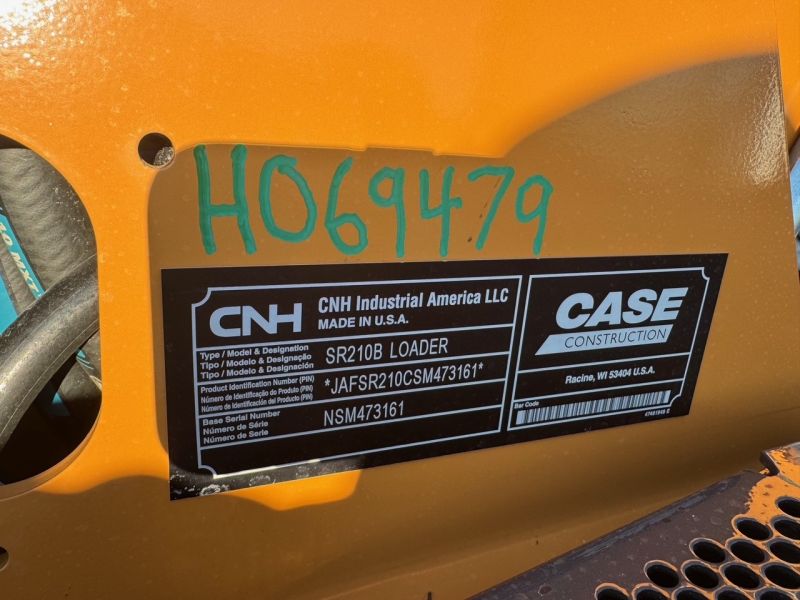 H069479
CNH
CNH Industrial America LLC
MADE IN U.S.A.
Type / Model & Designation
Tipo / Modelo & Designação
Tipo / Modelo & Designación
SR210B LOADER
Product Identification Number (PIN)
Número de Identificação do Produto (PIN)
Número de Identificación del Producto (PIN)
*JAFSR210CSM473161*
Base Serial Number
Número de Série
Número de Serie
NSM473161
CASE
CONSTRUCTION
Racine, WI 53404 U.S.A.
Bar Code